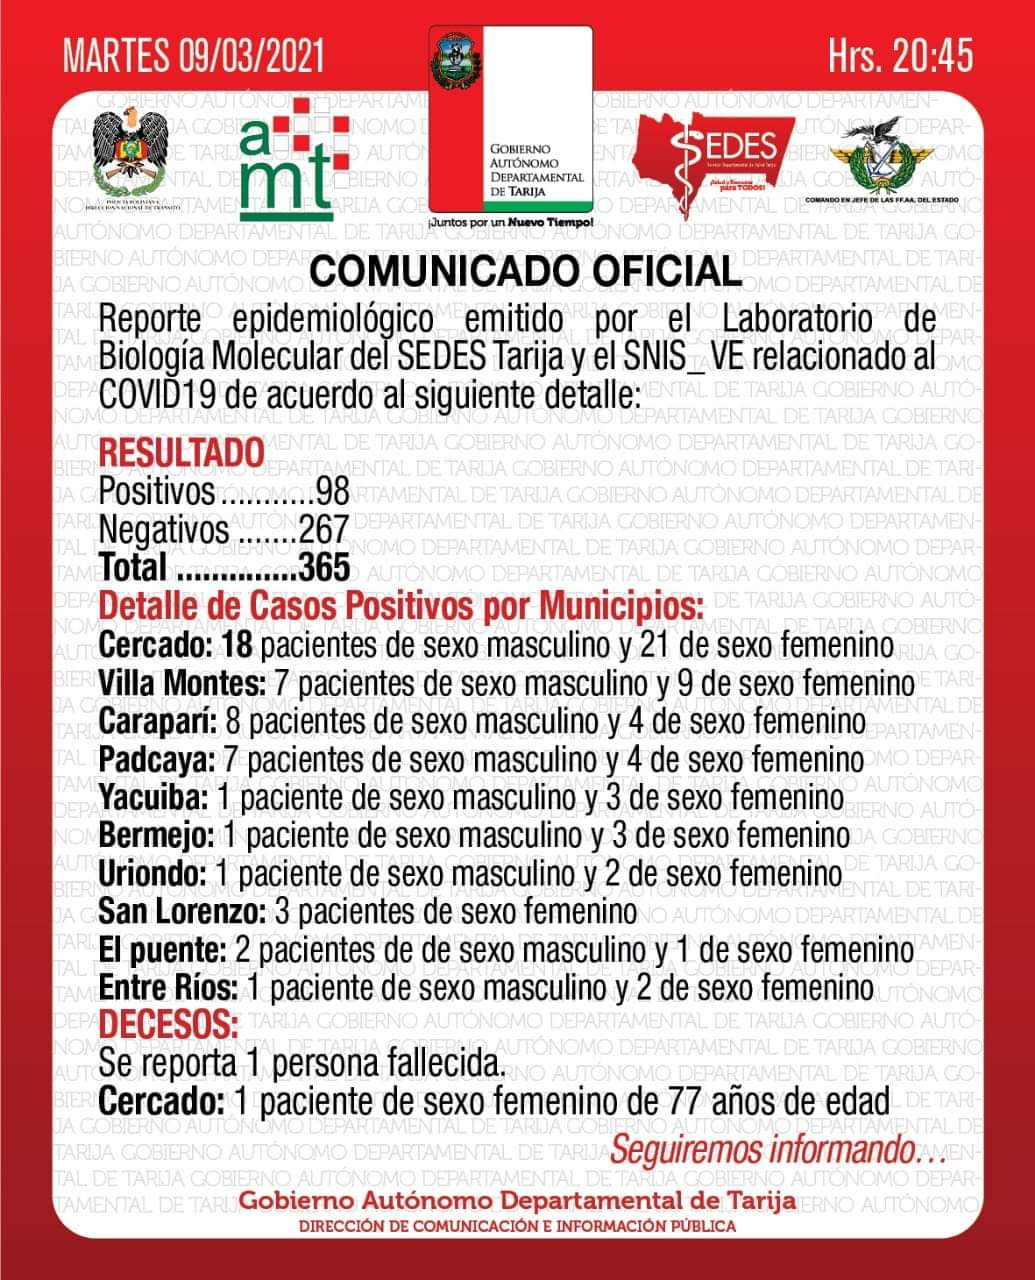 MARTES 09/03/2021
Hrs. 20:45
POLICÍA BOLIVIANA
DIRECCIÓN NACIONAL DE TRÁNSITO
amt
GOBIERNO
AUTÓNOMO
DEPARTAMENTAL
DE TARIJA
¡Juntos por un Nuevo Tiempo!
SEDES
Servicio Departamental de Salud Tarija
para TODOS!
COMANDO EN JEFE DE LAS FF.AA. DEL ESTADO
COMUNICADO OFICIAL
Reporte epidemiológico emitido por el Laboratorio de
Biología Molecular del SEDES Tarija y el SNIS_VE relacionado al
COVID19 de acuerdo al siguiente detalle:
RESULTADO
Positivos...........98
Negativos .......267
Total ..............365
Detalle de Casos Positivos por Municipios:
Cercado: 18 pacientes de sexo masculino y 21 de sexo femenino
Villa Montes: 7 pacientes de sexo masculino y 9 de sexo femenino
Caraparí: 8 pacientes de sexo masculino y 4 de sexo femenino
Padcaya: 7 pacientes de sexo masculino y 4 de sexo femenino
Yacuiba: 1 paciente de sexo masculino y 3 de sexo femenino
Bermejo: 1 paciente de sexo masculino y 3 de sexo femenino
Uriondo: 1 paciente de sexo masculino y 2 de sexo femenino
San Lorenzo: 3 pacientes de sexo femenino
El puente: 2 pacientes de de sexo masculino y 1 de sexo femenino
Entre Ríos: 1 paciente de sexo masculino y 2 de sexo femenino
DECESOS:
Se reporta 1 persona fallecida.
Cercado: 1 paciente de sexo femenino de 77 años de edad
Seguiremos informando...
Gobierno Autónomo Departamental de Tarija
DIRECCIÓN DE COMUNICACIÓN E INFORMACIÓN PÚBLICA